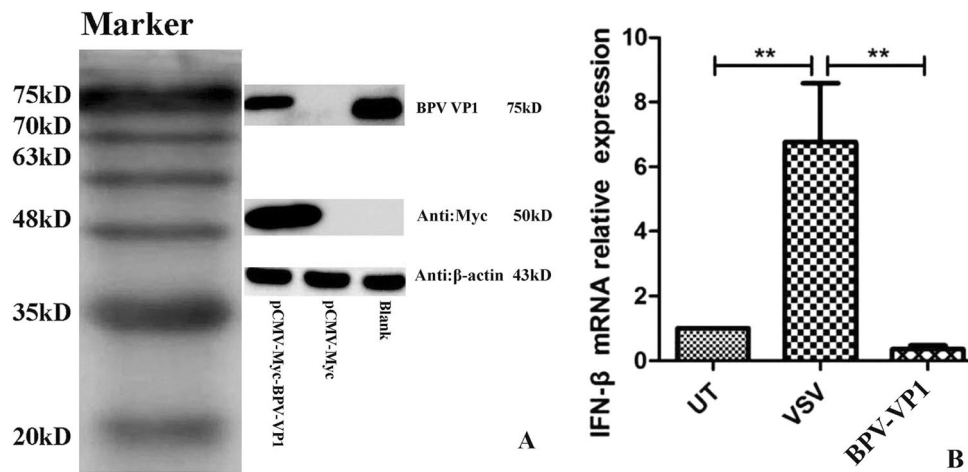 Marker
75kD
70kD
63kD
48kD
35kD
20kD
BPV VP1 75kD
Anti:Myc 50kD
Anti:β-actin 43kD
pCMV-Myc-BPV-VP1
pCMV-Myc
Blank
A
IFN-β mRNA relative expression
10
8
6
4
2
0
** **
UT
VSV
BPV-VP1
B